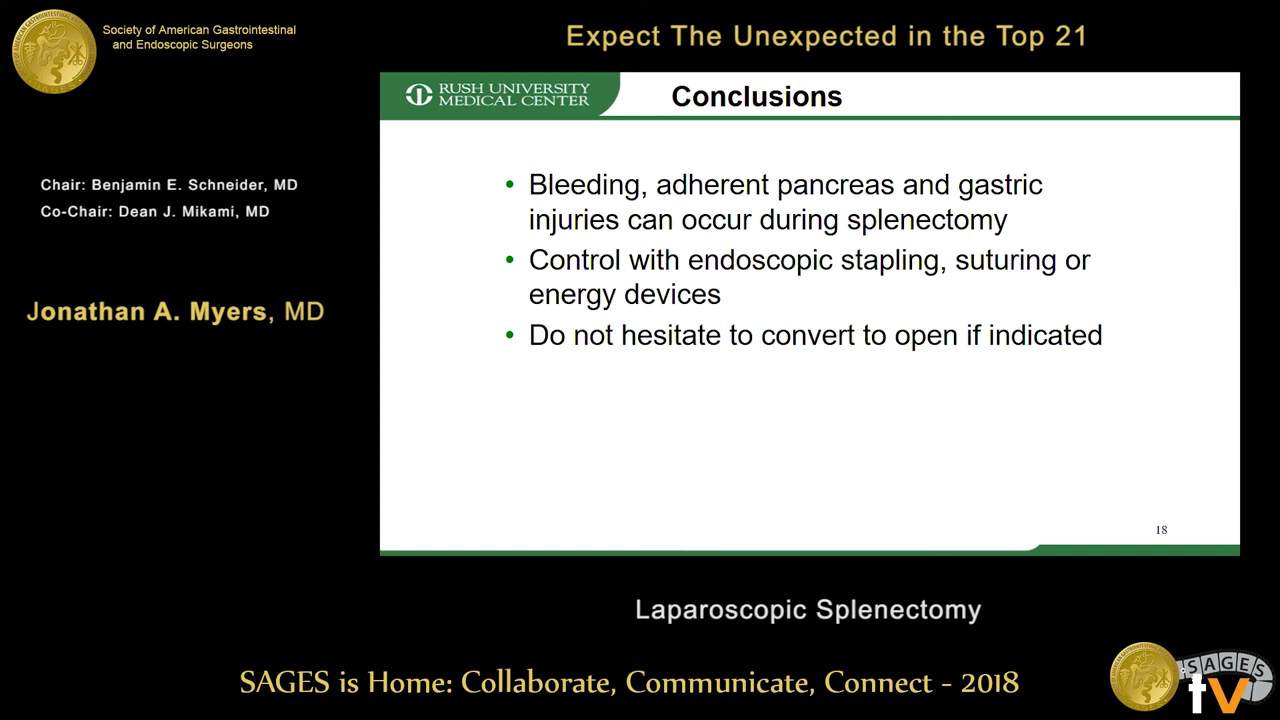 Society of American Gastrointestinal
and Endoscopic Surgeons
Expect The Unexpected in the Top 21
RUSH UNIVERSITY
MEDICAL CENTER
Conclusions
Chair: Benjamin E. Schneider, MD
Co-Chair: Dean J. Mikami, MD
Jonathan A. Myers, MD
• Bleeding, adherent pancreas and gastric
injuries can occur during splenectomy
• Control with endoscopic stapling, suturing or
energy devices
• Do not hesitate to convert to open if indicated
18
Laparoscopic Splenectomy
SAGES is Home: Collaborate, Communicate, Connect - 2018
SAGES
tv